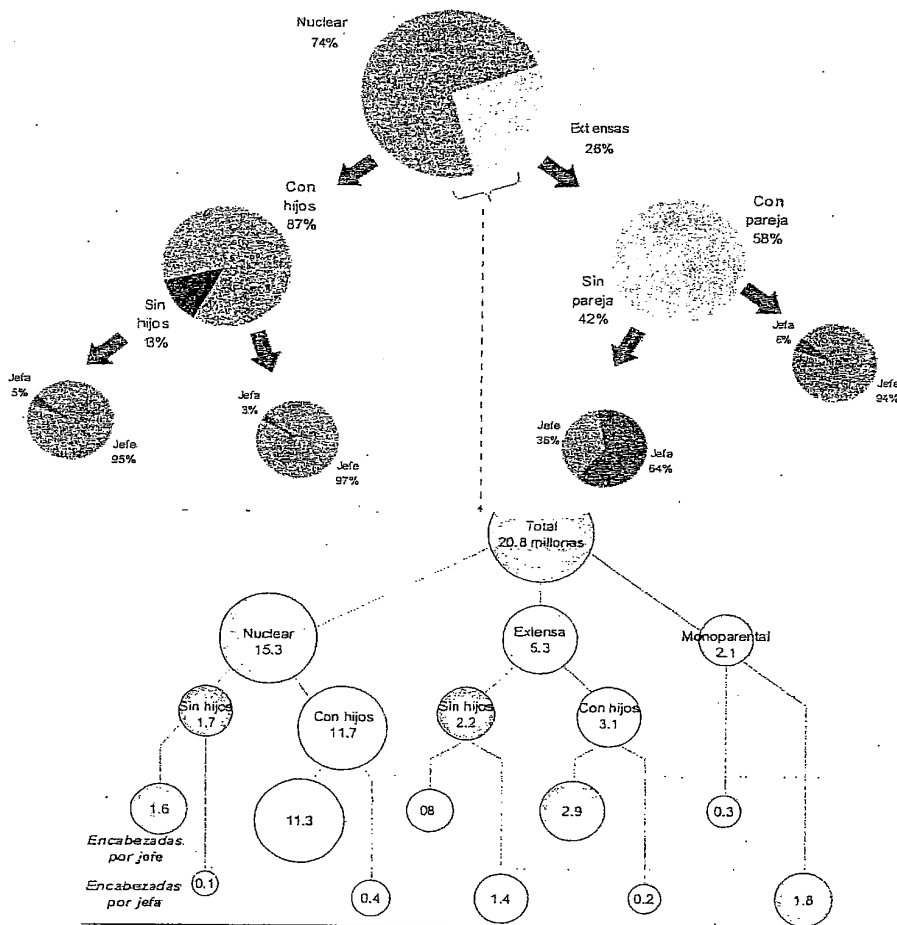 Nuclear
74%
Extensas
26%
Con
hijos
87%
Con
pareja
58%
Sin
hijos
13%
Sin
pareja
42%
Jefa
5%
Jefe
95%
Jefa
3%
Jefe
97%
Jefe
36%
Jefa
64%
Jefa
6%
Jefe
94%
Total
20.8 millones
Nuclear
15.3
Extensa
5.3
Monoparental
2.1
Sin hijos
1.7
Con hijos
11.7
Sin hijos
2.2
Con hijos
3.1
1.6
11.3
08
2.9
0.3
Encabezadas
por jefe
Encabezadas
por jefa
0.1
0.4
1.4
0.2
1.8